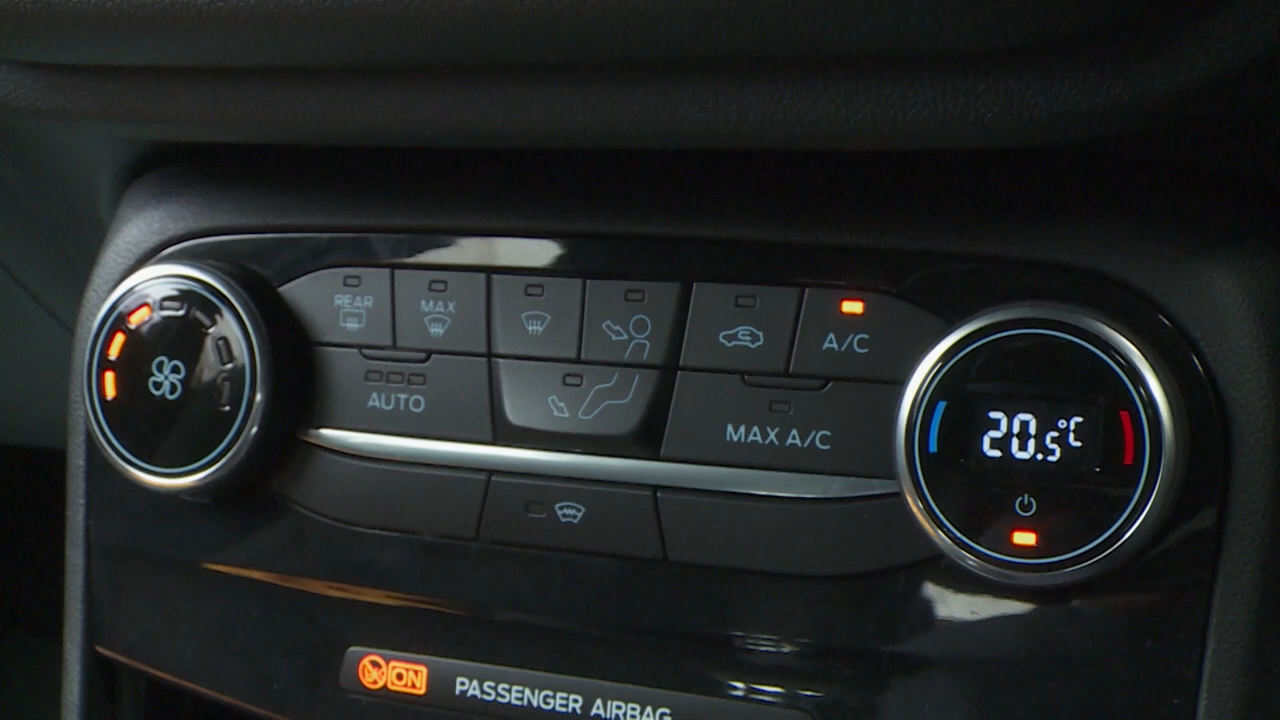 REAR
MAX
A/C
AUTO
MAX A/C
20.5°C
ON
PASSENGER AIRBAG